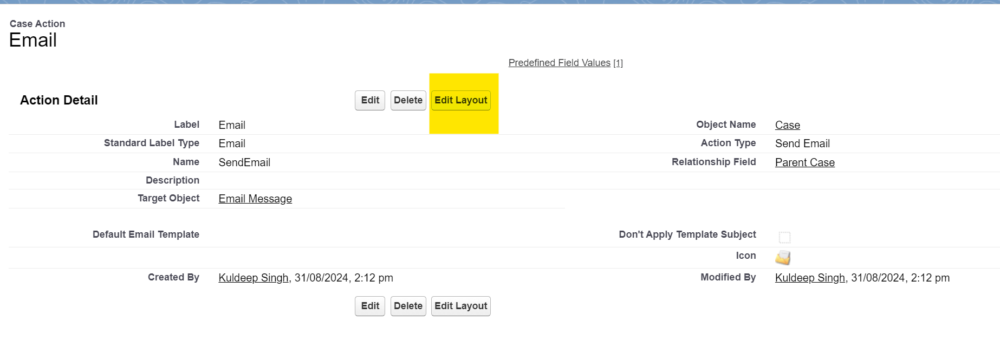 Case Action
Email
Predefined Field Values [1]
Action Detail
Edit Delete Edit Layout
Label Email Object Name Case
Standard Label Type Email Action Type Send Email
Name SendEmail Relationship Field Parent Case
Description
Target Object Email Message
Default Email Template Don't Apply Template Subject
Icon
Created By Kuldeep Singh, 31/08/2024, 2:12 pm Modified By Kuldeep Singh, 31/08/2024, 2:12 pm
Edit Delete Edit Layout